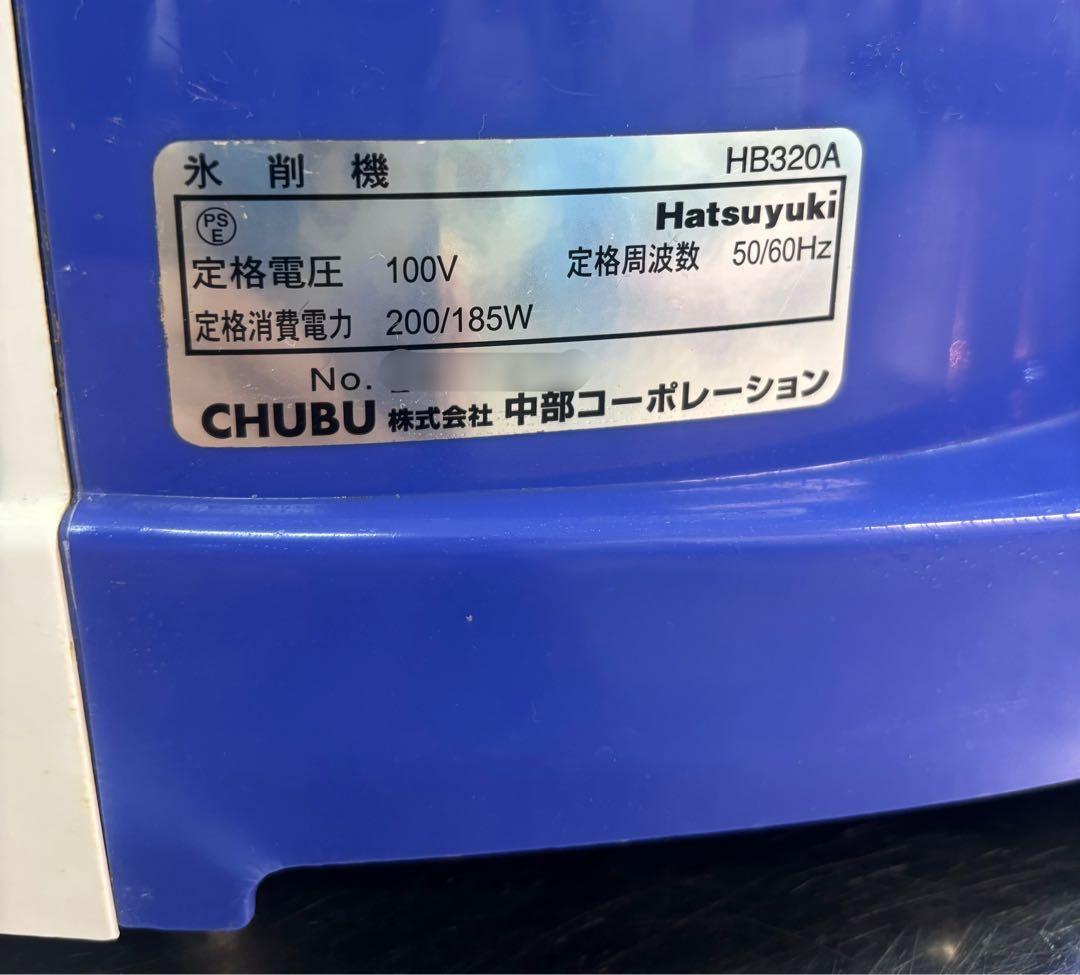 氷削機 HB320A
PS E
Hatsuyuki
定格電圧 100V 定格周波数 50/60Hz
定格消費電力 200/185W
No.
CHUBU 株式会社 中部コーポレーション